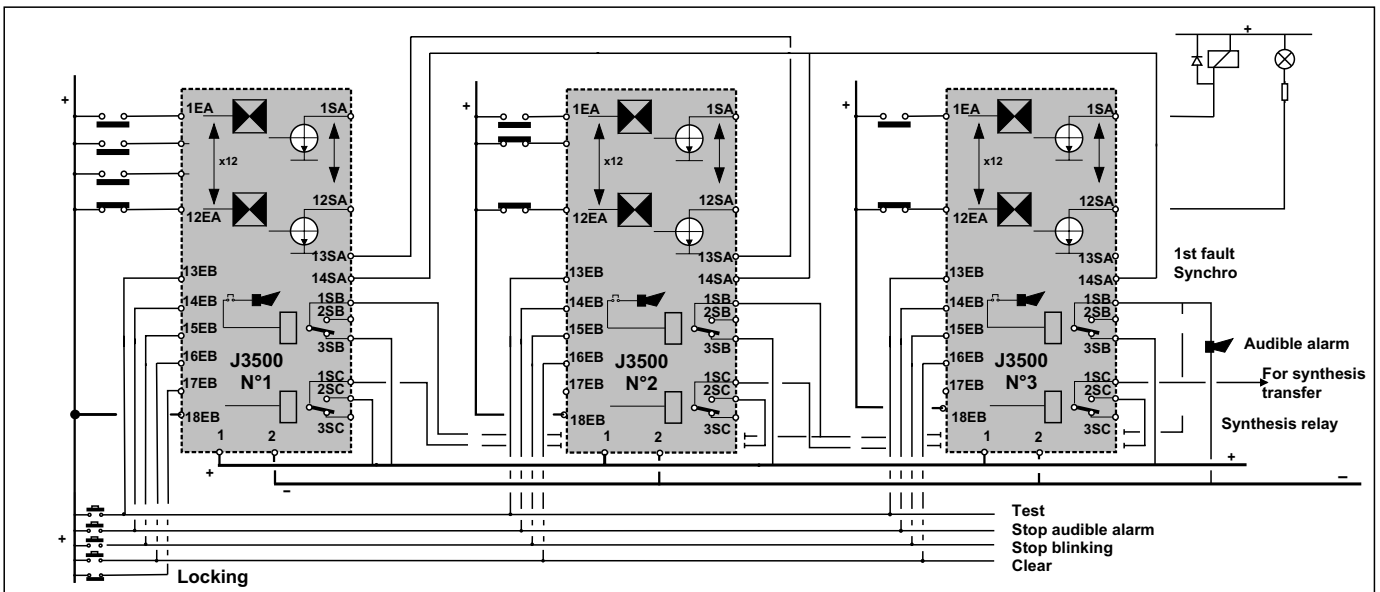 +
+
1EA
1SA
x12
12EA
12SA
13SA
14SA
13EB
14EB
15EB
16EB
17EB
18EB
1SB
2SB
3SB
J3500
N°1
1SC
2SC
3SC
1
2
+
1EA
1SA
x12
12EA
12SA
13SA
14SA
13EB
14EB
15EB
16EB
17EB
18EB
1SB
2SB
3SB
J3500
N°2
1SC
2SC
3SC
1
2
+
1EA
1SA
x12
12EA
12SA
13SA
14SA
13EB
14EB
15EB
16EB
17EB
18EB
1SB
2SB
3SB
J3500
N°3
1SC
2SC
3SC
1
2
1st fault
Synchro
Audible alarm
For synthesis
transfer
Synthesis relay
+
+
–
–
+
Test
Stop audible alarm
Stop blinking
Clear
Locking